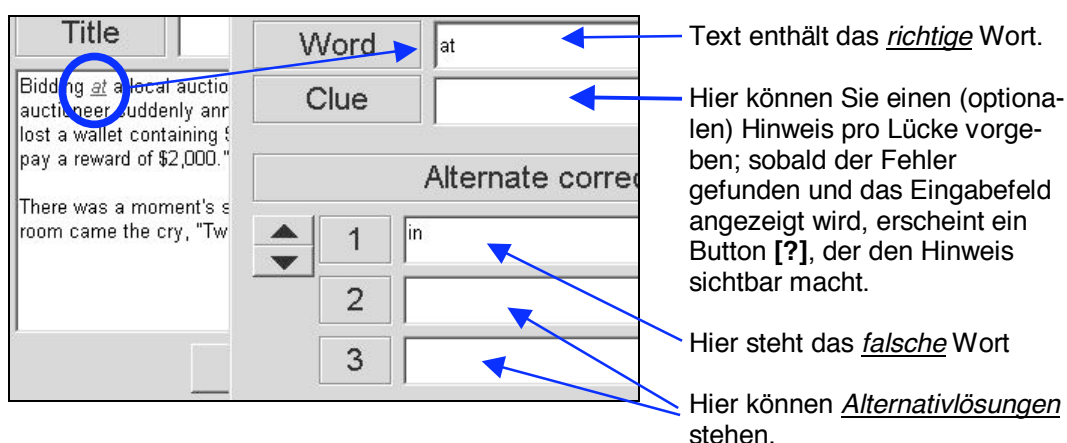 Title
Bidding at a local auctio
auctioneer suddenly ann
lost a wallet containing $
pay a reward of $2,000."
There was a moment's s
room came the cry, "Tw
Word
at
Clue
Alternate correc
1
in
2
3
Text enthält das richtige Wort.
Hier können Sie einen (optiona-
len) Hinweis pro Lücke vorge-
ben; sobald der Fehler
gefunden und das Eingabefeld
angezeigt wird, erscheint ein
Button [?], der den Hinweis
sichtbar macht.
Hier steht das falsche Wort
Hier können Alternativlösungen
stehen.